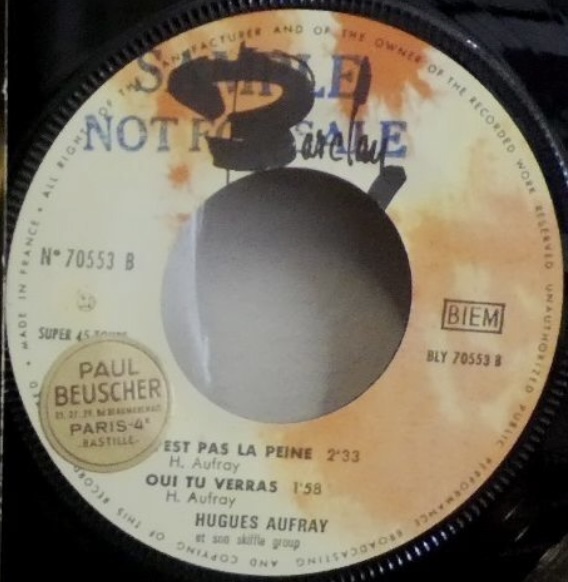 ALL RIGHTS OF THE MANUFACTURER AND OF THE OWNER OF THE RECORDED WORK RESERVED UNAUTHORIZED PUBLIC PERFORMANCE BROADCASTING AND COPYING OF THIS RECORD
MADE IN FRANCE
SAMPLE
NOT FOR SALE
Barclay
N° 70553 B
BIEM
SUPER 45 TOURS
BLY 70553 B
PAUL
BEUSCHER
PARIS-4e
-BASTILLE-
'EST PAS LA PEINE 2'33
H. Aufray
OUI TU VERRAS 1'58
H. Aufray
HUGUES AUFRAY
et son skiffle group